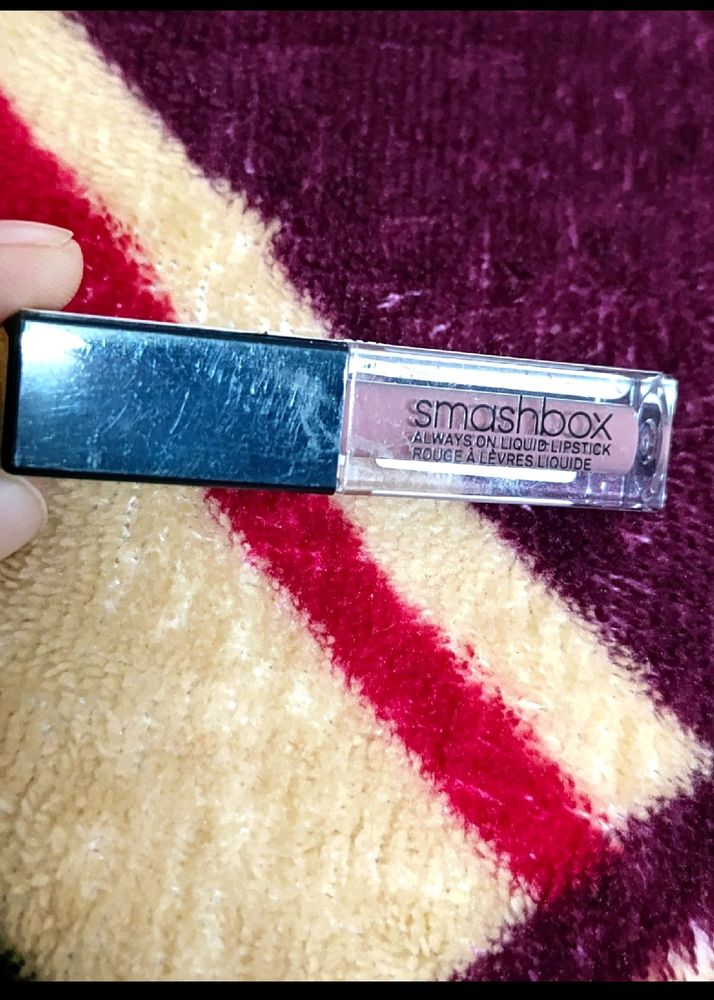 smashbox
ALWAYS ON LIQUID LIPSTICK
ROUGE À LÈVRES LIQUIDE